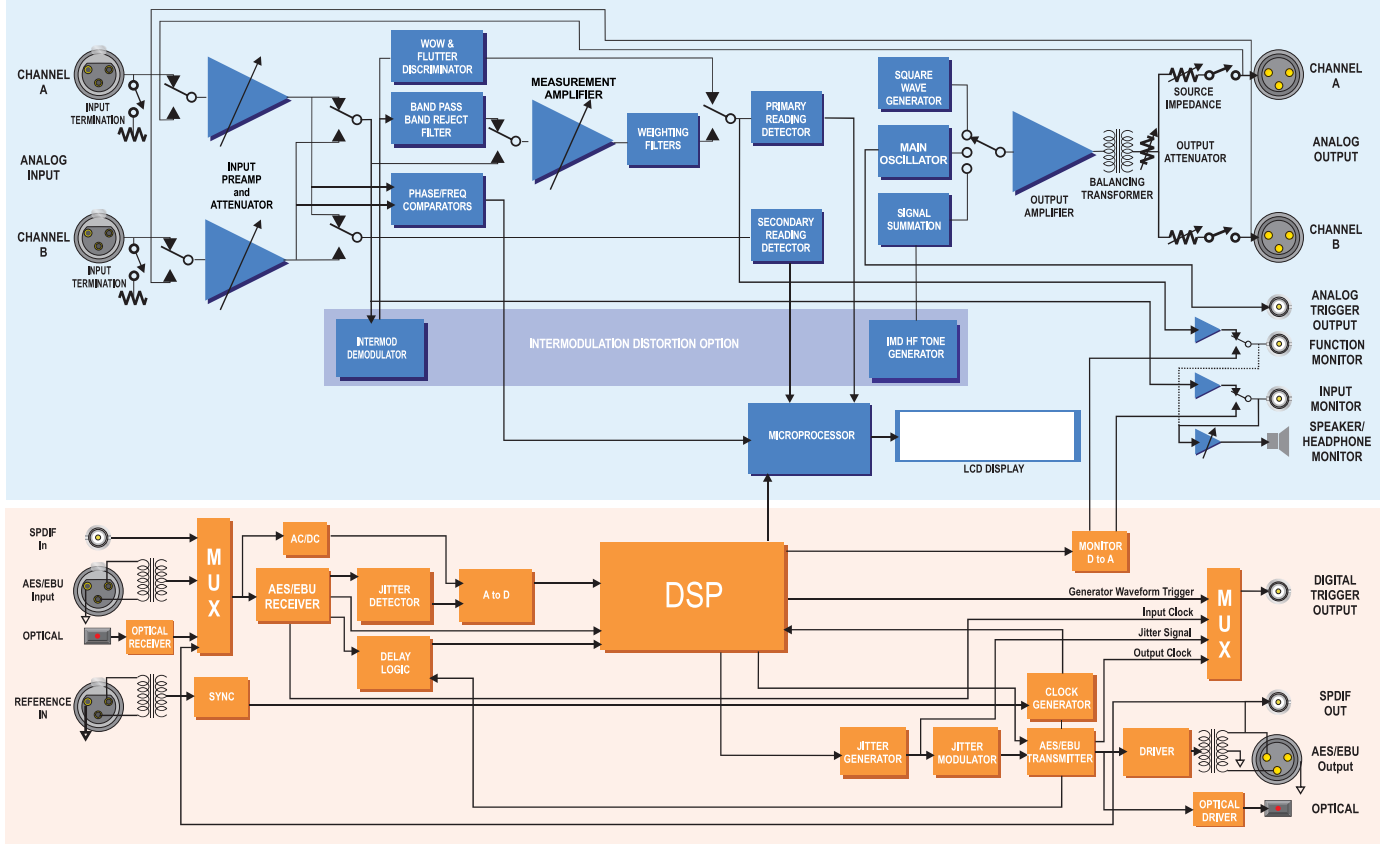 CHANNEL
A
INPUT
TERMINATION
ANALOG
INPUT
CHANNEL
B
INPUT
TERMINATION
INPUT
PREAMP
and
ATTENUATOR
WOW &
FLUTTER
DISCRIMINATOR
BAND PASS
BAND REJECT
FILTER
PHASE/FREQ
COMPARATORS
MEASUREMENT
AMPLIFIER
WEIGHTING
FILTERS
PRIMARY
READING
DETECTOR
SECONDARY
READING
DETECTOR
SQUARE
WAVE
GENERATOR
MAIN
OSCILLATOR
SIGNAL
SUMMATION
OUTPUT
AMPLIFIER
BALANCING
TRANSFORMER
SOURCE
IMPEDANCE
OUTPUT
ATTENUATOR
CHANNEL
A
ANALOG
OUTPUT
CHANNEL
B
ANALOG
TRIGGER
OUTPUT
FUNCTION
MONITOR
INPUT
MONITOR
SPEAKER/
HEADPHONE
MONITOR
INTERMOD
DEMODULATOR
INTERMODULATION DISTORTION OPTION
IMD HF TONE
GENERATOR
MICROPROCESSOR
LCD DISPLAY
SPDIF
In
AES/EBU
Input
OPTICAL
OPTICAL
RECEIVER
REFERENCE
IN
MUX
SYNC
AC/DC
AES/EBU
RECEIVER
JITTER
DETECTOR
A to D
DELAY
LOGIC
DSP
MONITOR
D to A
Generator Waveform Trigger
Input Clock
Jitter Signal
Output Clock
MUX
DIGITAL
TRIGGER
OUTPUT
CLOCK
GENERATOR
JITTER
GENERATOR
JITTER
MODULATOR
AES/EBU
TRANSMITTER
DRIVER
OPTICAL
DRIVER
SPDIF
OUT
AES/EBU
Output
OPTICAL